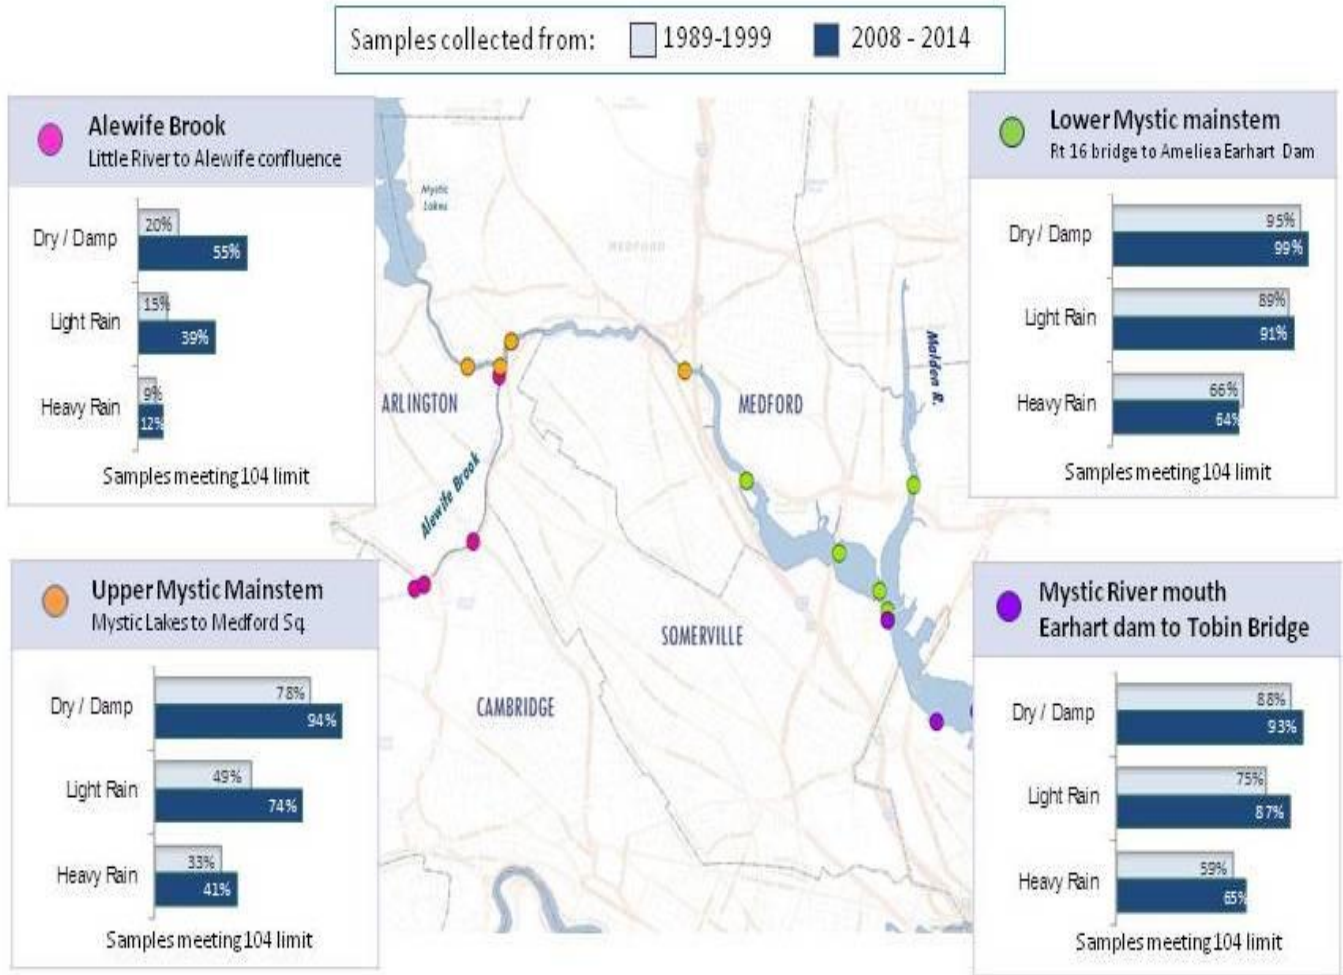 Samples collected from: 1989-1999 2008 - 2014
Alewife Brook
Little River to Alewife confluence
Dry / Damp
20%
55%
Light Rain
15%
39%
Heavy Rain
9%
12%
Samples meeting 104 limit
Upper Mystic Mainstem
Mystic Lakes to Medford Sq
Dry / Damp
78%
94%
Light Rain
49%
74%
Heavy Rain
33%
41%
Samples meeting 104 limit
Mystic
Lakes
MEDFORD
ARLINGTON
MEDFORD
Malden R.
Alewife Brook
SOMERVILLE
CAMBRIDGE
Lower Mystic mainstem
Rt 16 bridge to Ameliea Earhart Dam
Dry / Damp
95%
99%
Light Rain
89%
91%
Heavy Rain
66%
64%
Samples meeting 104 limit
Mystic River mouth
Earhart dam to Tobin Bridge
Dry / Damp
88%
93%
Light Rain
75%
87%
Heavy Rain
59%
65%
Samples meeting 104 limit